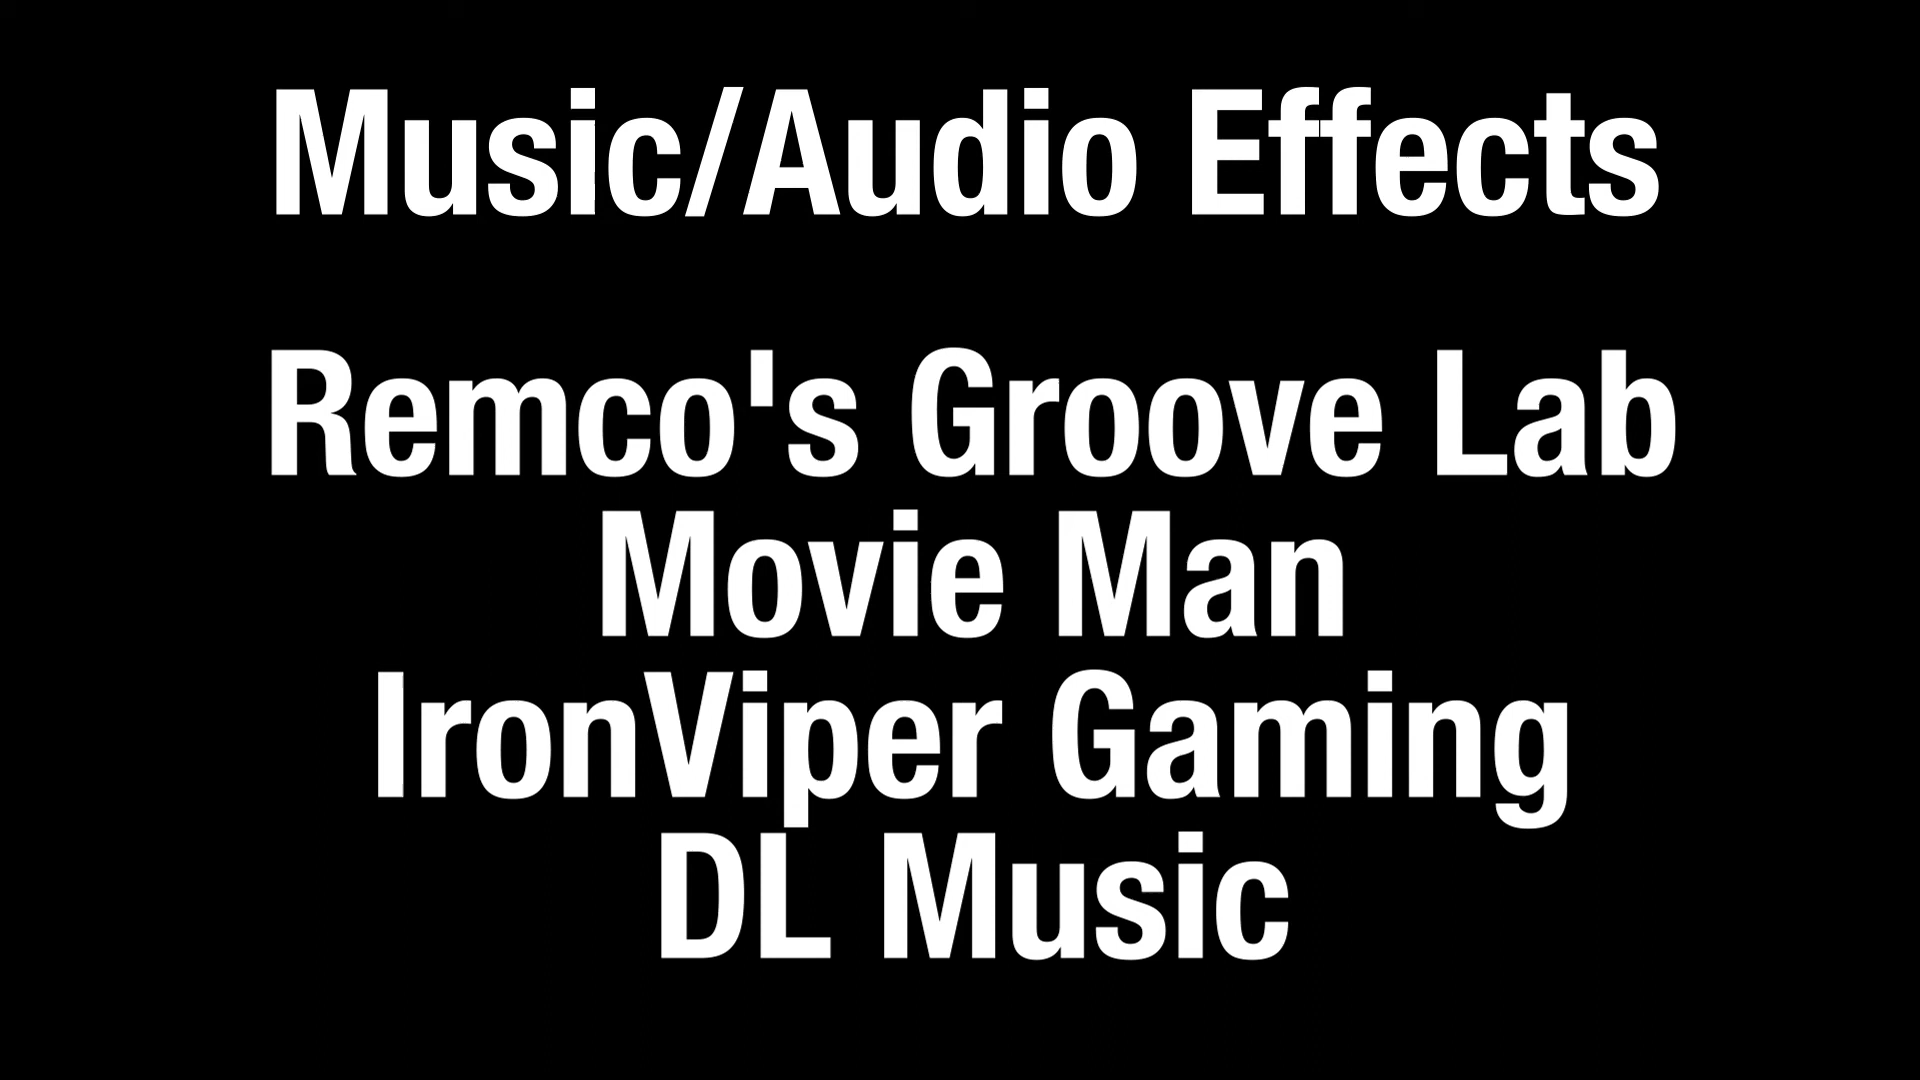 Music/Audio Effects
Remco's Groove Lab
Movie Man
IronViper Gaming
DL Music